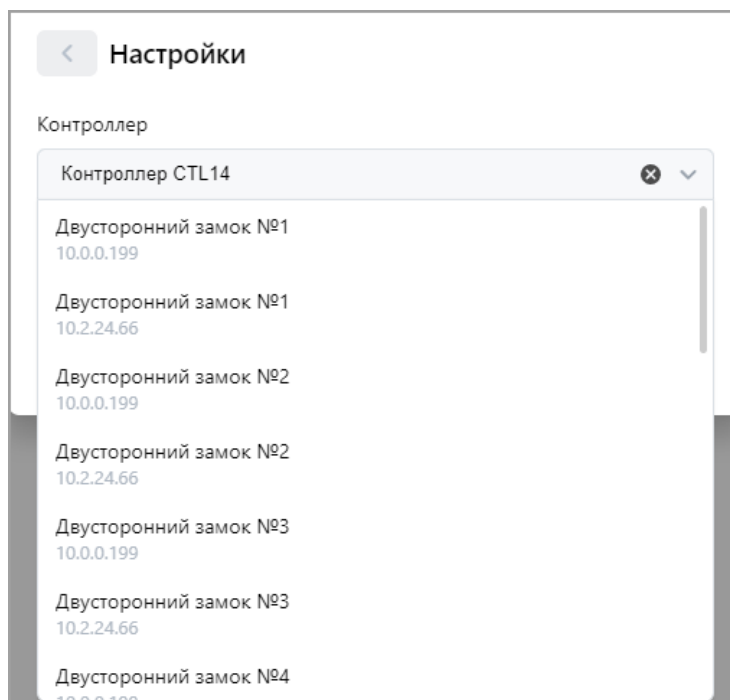 Настройки
Контроллер
Контроллер CTL14
Двусторонний замок №1
10.0.0.199
Двусторонний замок №1
10.2.24.66
Двусторонний замок №2
10.0.0.199
Двусторонний замок №2
10.2.24.66
Двусторонний замок №3
10.0.0.199
Двусторонний замок №3
10.2.24.66
Двусторонний замок №4